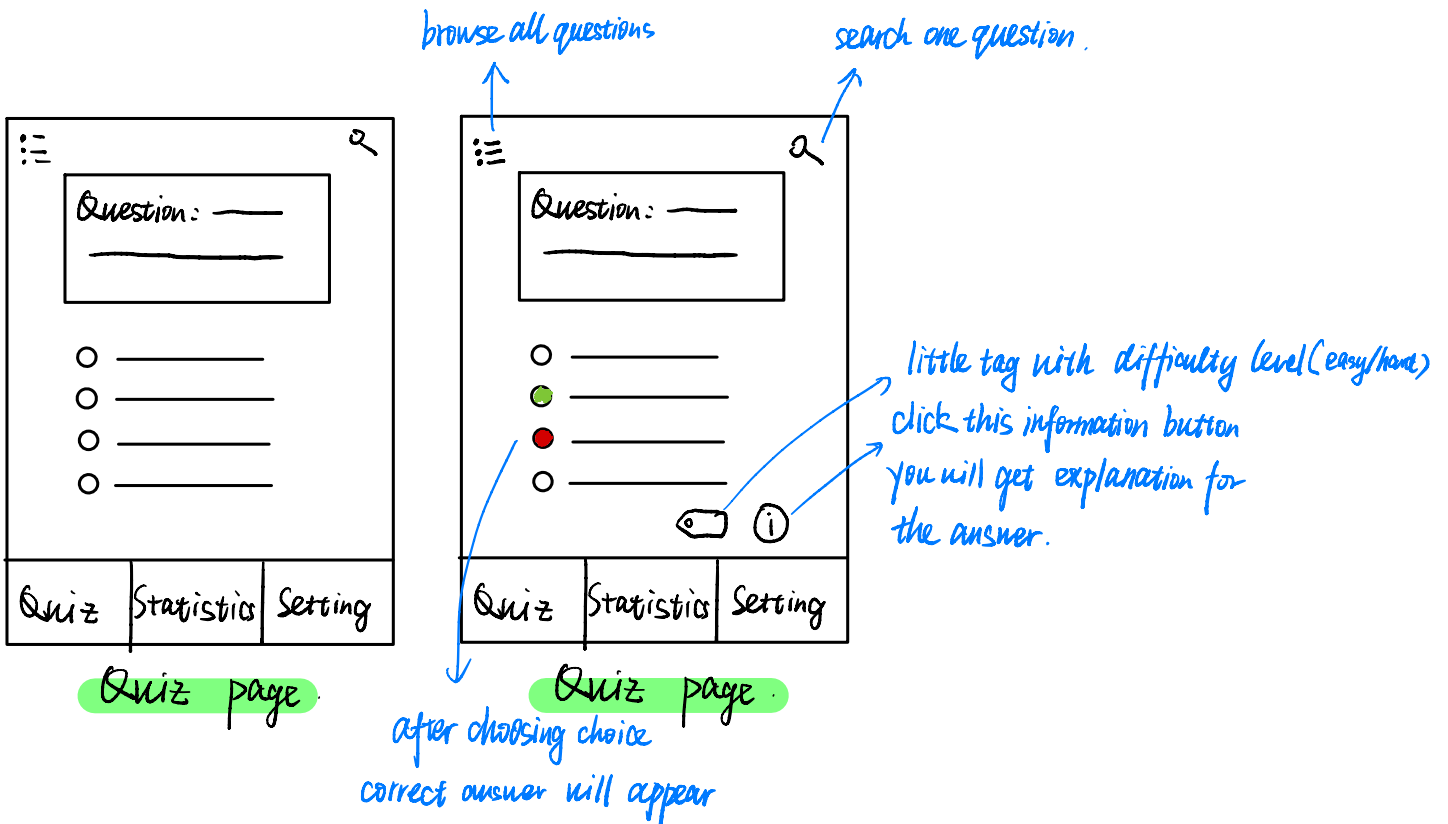 browse all questions
search one question.
Question:
Question:
little tag with difficulty level (easy/hard)
click this information button
you will get explanation for
the answer.
i
Quiz Statistics Setting
Quiz Statistics Setting
Quiz page.
Quiz page.
after choosing choice
correct answer will appear